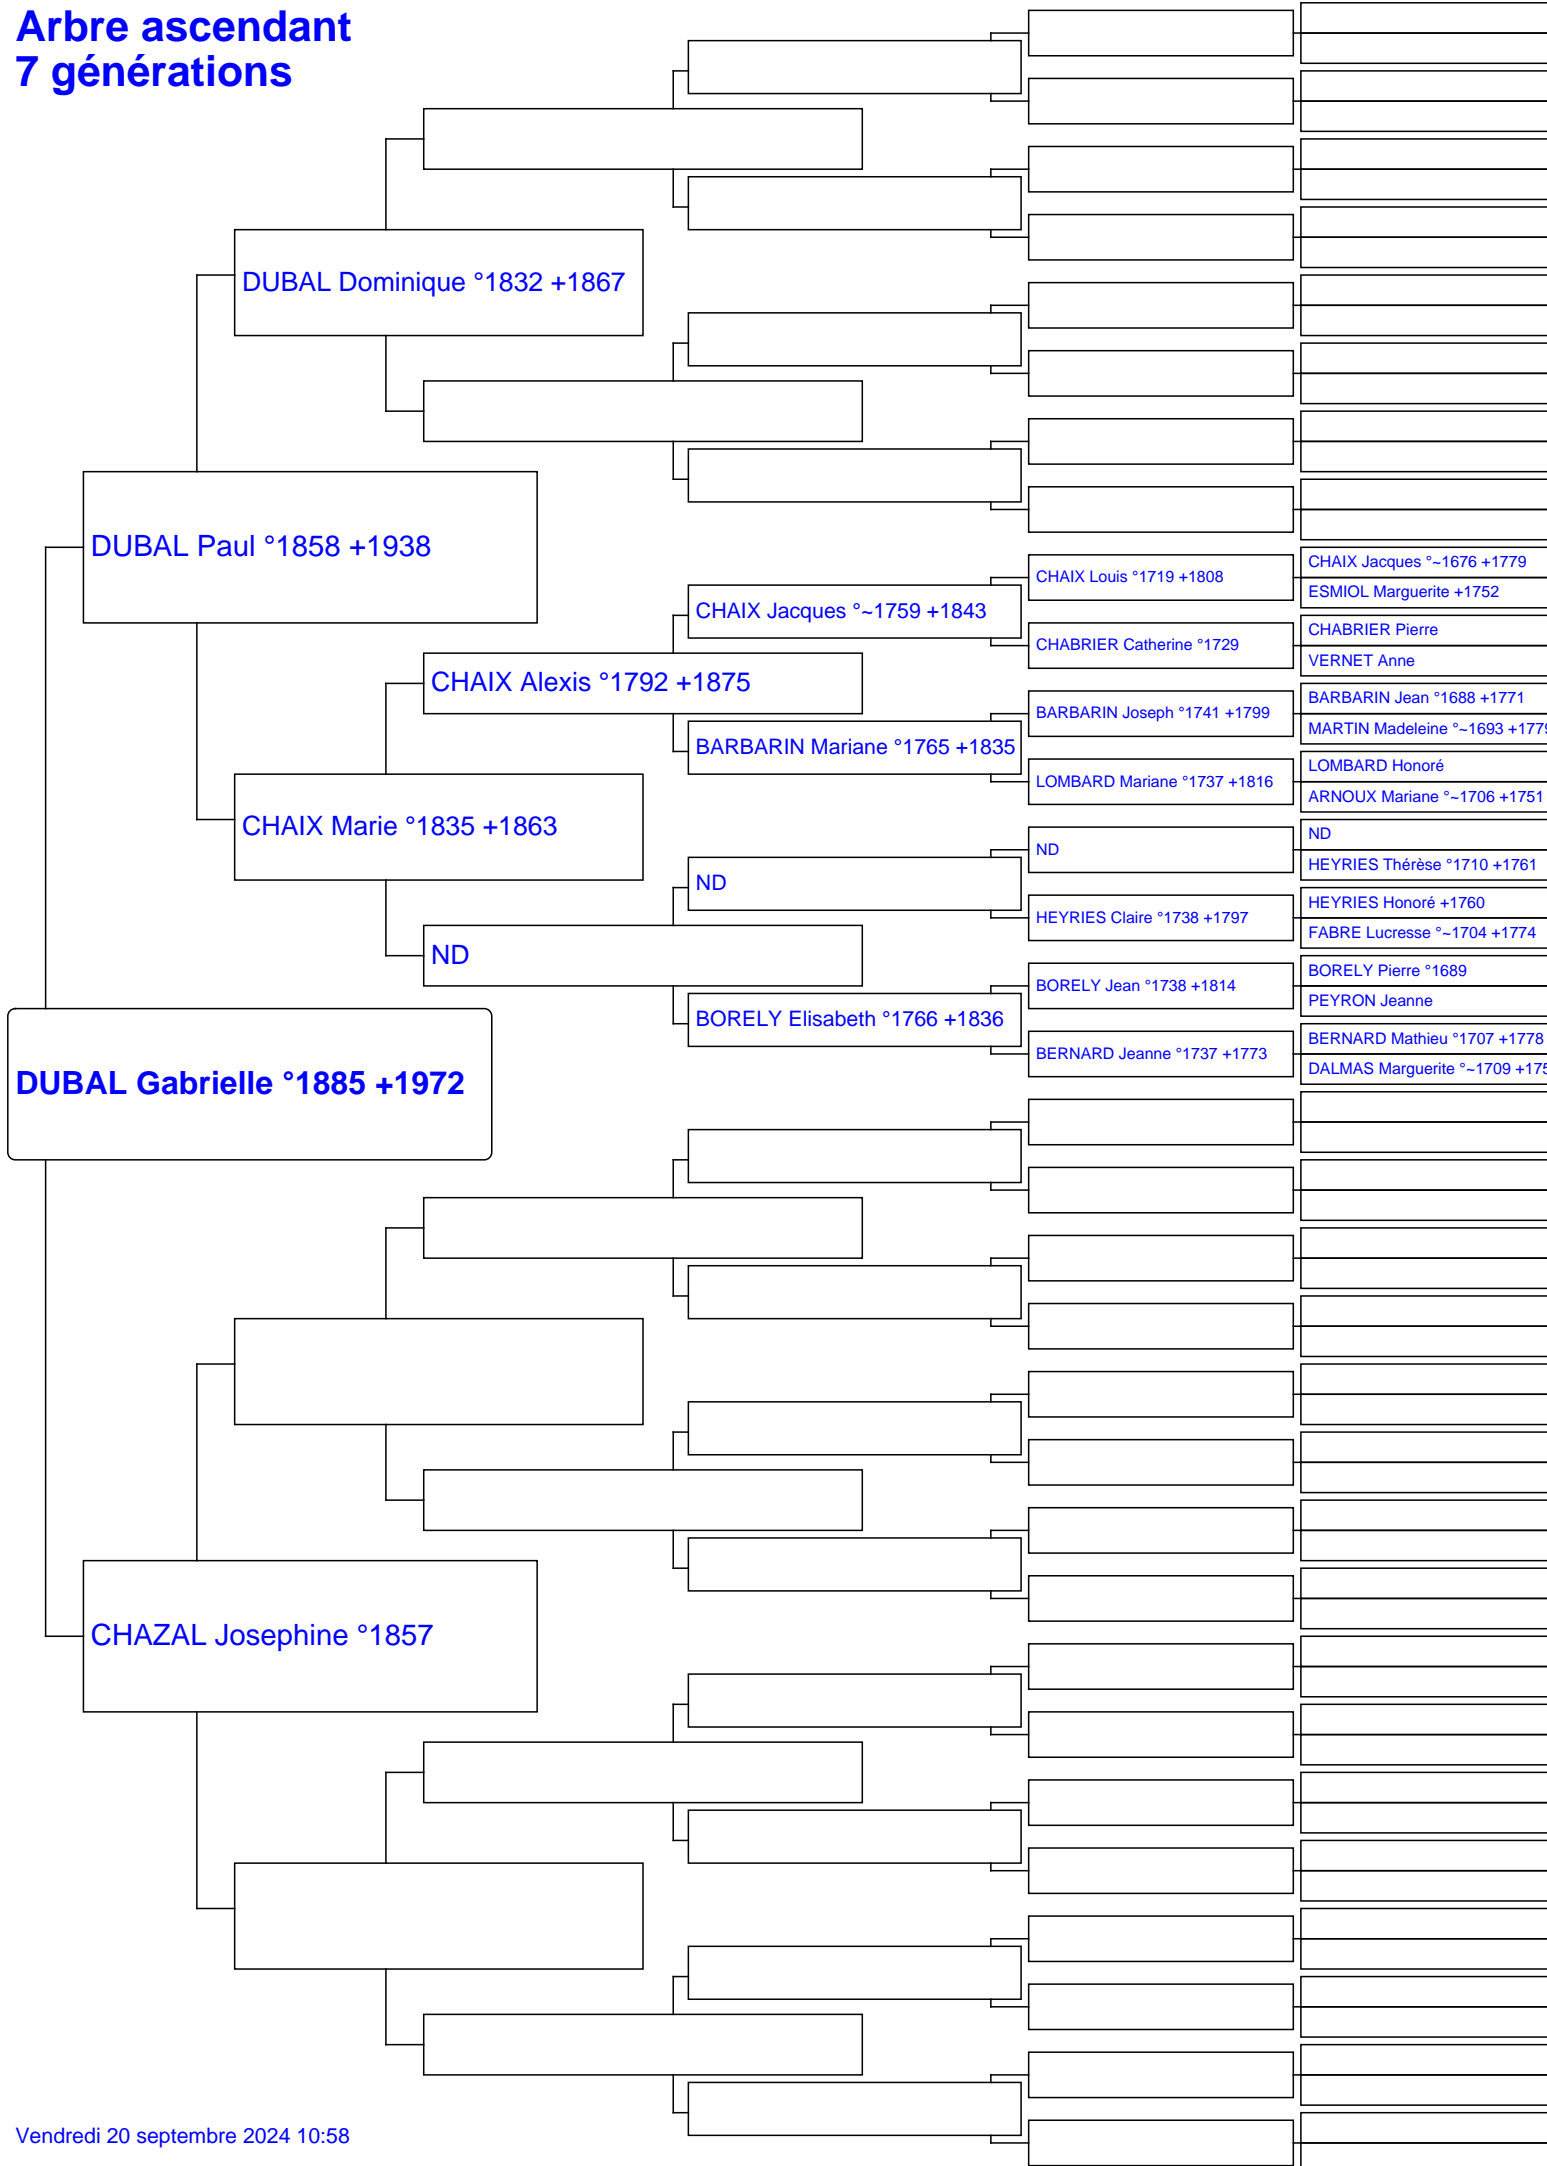 Arbre ascendant
7 générations
DUBAL Dominique °1832 +1867
DUBAL Paul °1858 +1938
CHAIX Jacques °~1676 +1779
CHAIX Louis °1719 +1808
ESMIOL Marguerite +1752
CHAIX Jacques °~1759 +1843
CHABRIER Pierre
CHABRIER Catherine °1729
VERNET Anne
CHAIX Alexis °1792 +1875
BARBARIN Jean °1688 +1771
BARBARIN Joseph °1741 +1799
MARTIN Madeleine °~1693 +1779
BARBARIN Mariane °1765 +1835
LOMBARD Honoré
LOMBARD Mariane °1737 +1816
ARNOUX Mariane °~1706 +1751
CHAIX Marie °1835 +1863
ND
ND
HEYRIES Thérèse °1710 +1761
ND
HEYRIES Honoré +1760
HEYRIES Claire °1738 +1797
FABRE Lucresse °~1704 +1774
ND
BORELY Pierre °1689
BORELY Jean °1738 +1814
PEYRON Jeanne
BORELY Elisabeth °1766 +1836
BERNARD Mathieu °1707 +1778
BERNARD Jeanne °1737 +1773
DALMAS Marguerite °~1709
DUBAL Gabrielle °1885 +1972
CHAZAL Josephine °1857
Vendredi 20 septembre 2024 10:58